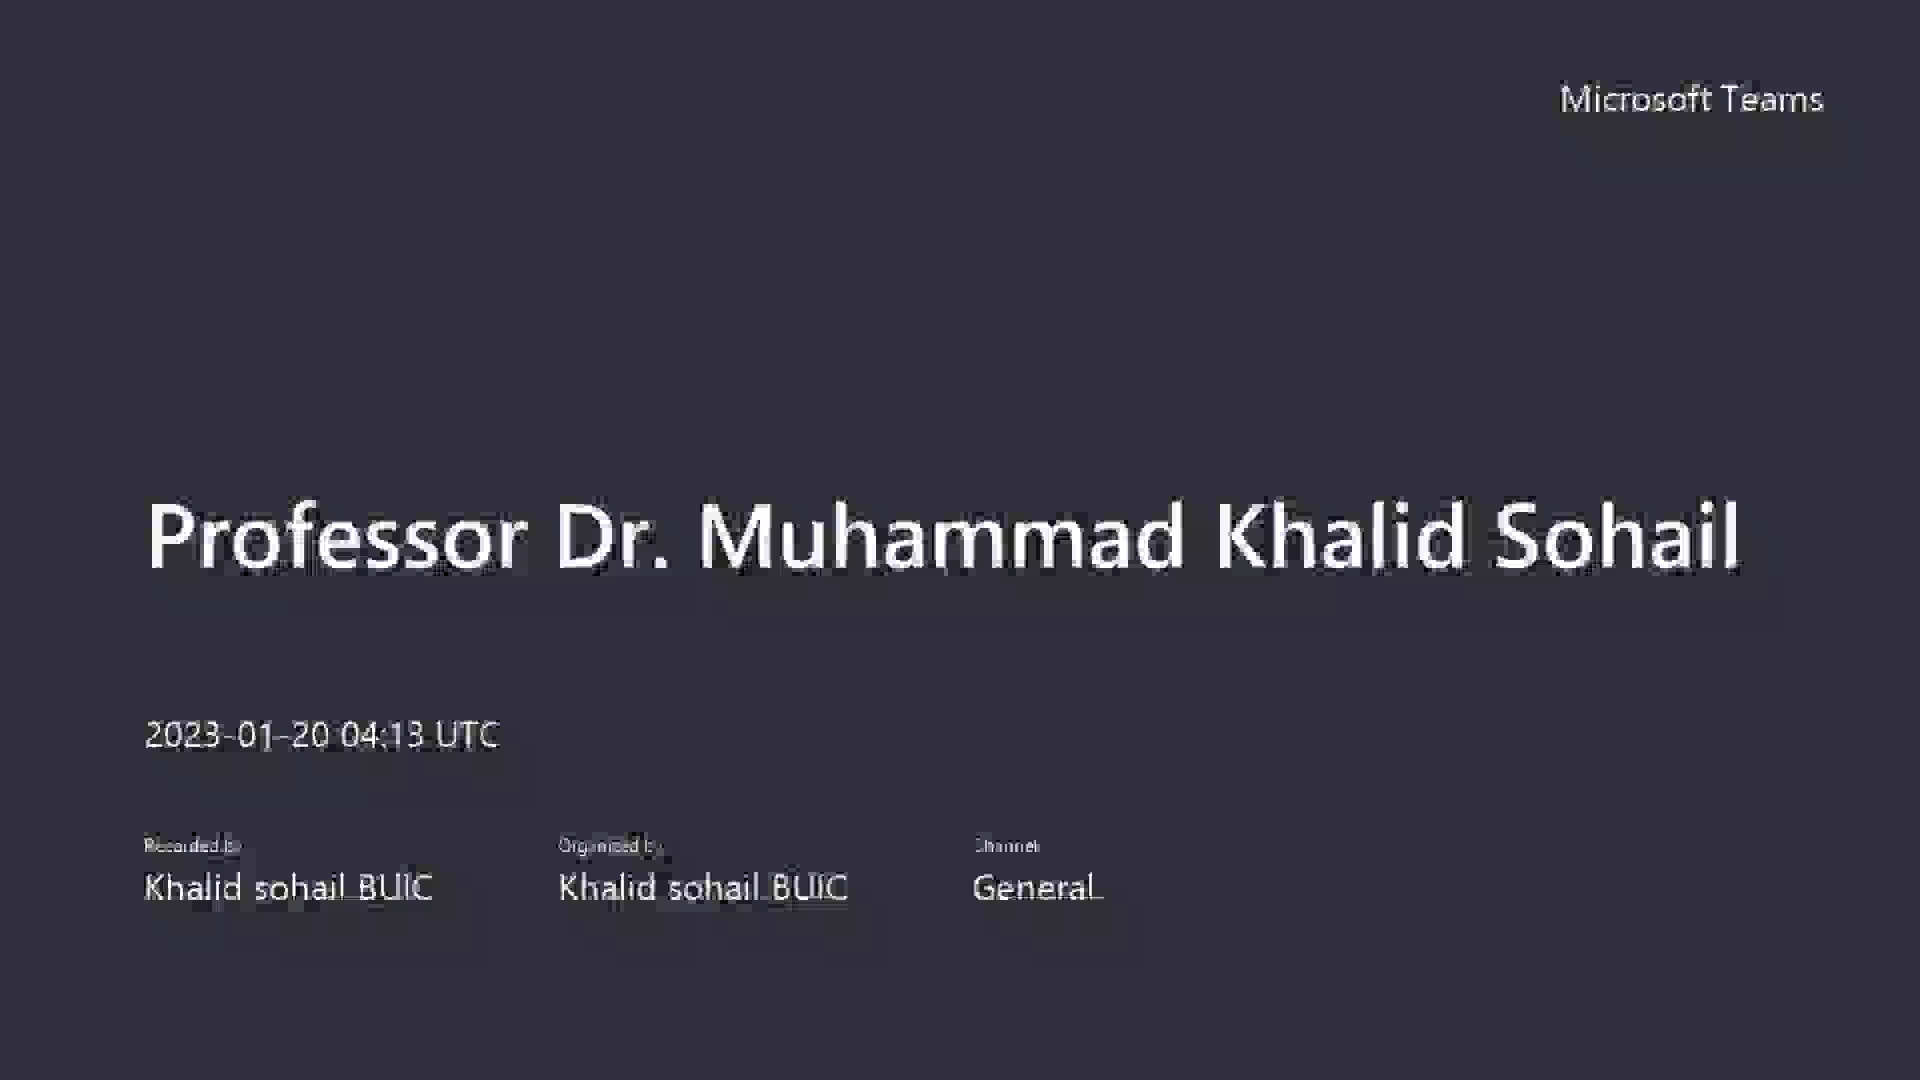 Microsoft Teams
Professor Dr. Muhammad Khalid Sohail
2023-01-20 04:13 UTC
Recorded by Organized by Channel
Khalid sohail BUIC Khalid sohail BUIC General